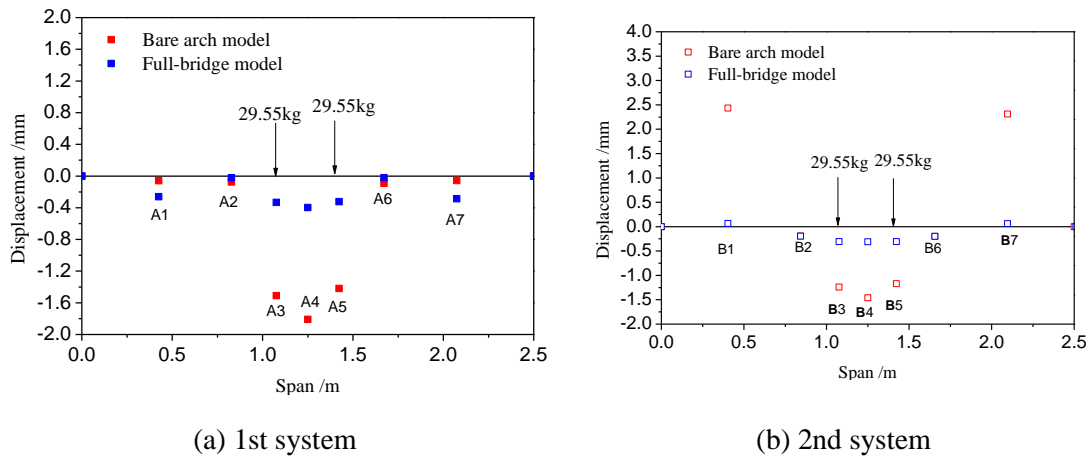 2.0
1.6
1.2
0.8
0.4
0.0
-0.4
-0.8
-1.2
-1.6
-2.0
Displacement /mm
Bare arch model
Full-bridge model
29.55kg
29.55kg
A1
A2
A3
A4
A5
A6
A7
0.0 0.5 1.0 1.5 2.0 2.5
Span /m
(a) 1st system
4.0
3.5
3.0
2.5
2.0
1.5
1.0
0.5
0.0
-0.5
-1.0
-1.5
-2.0
Displacement /mm
Bare arch model
Full-bridge model
29.55kg 29.55kg
B1
B2
B3
B4
B5
B6
B7
0.0 0.5 1.0 1.5 2.0 2.5
Span /m
(b) 2nd system